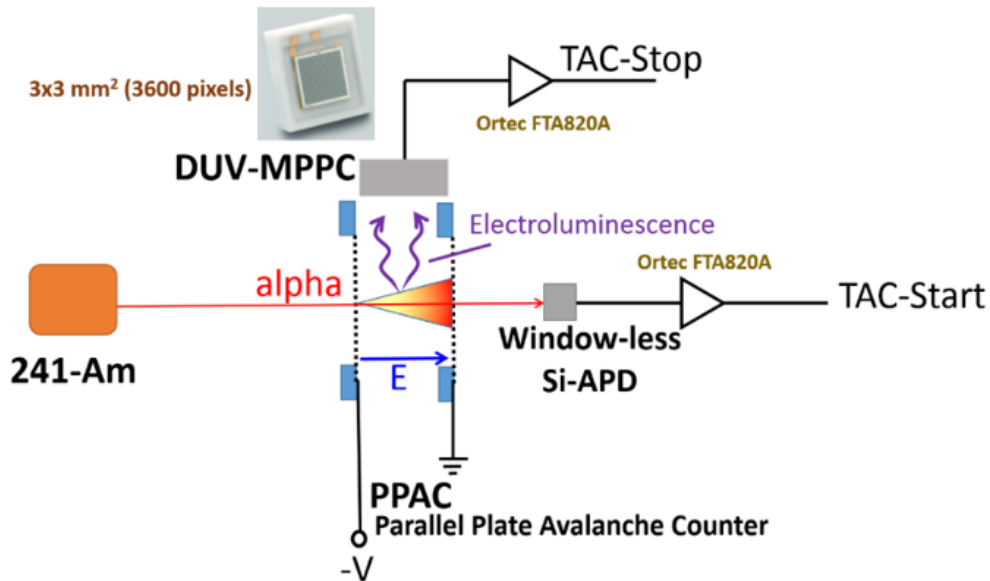 TAC-Stop
3x3 mm² (3600 pixels)
Ortec FTA820A
DUV-MPPC
Electroluminescence
Ortec FTA820A
alpha
TAC-Start
241-Am
Window-less
Si-APD
E
PPAC
Parallel Plate Avalanche Counter
-V